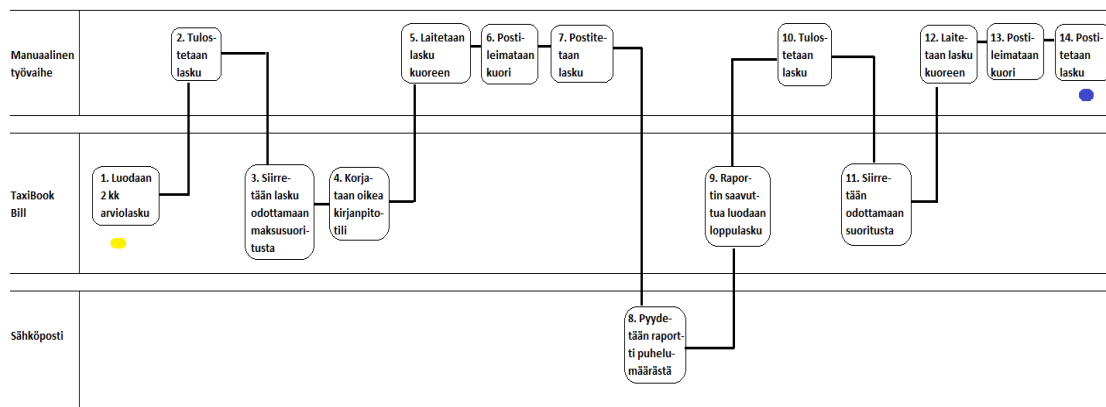 Manuaalinen
työvaihe
2. Tulos-
tetaan
lasku
5. Laitetaan
lasku
kuoreen
6. Posti-
leimataan
kuori
7. Postite-
taan
lasku
10. Tulos-
tetaan
lasku
12. Laite-
taan lasku
kuoreen
13. Posti-
leimataan
kuori
14. Posti-
tetaan
lasku
TaxiBook
Bill
1. Luodaan
2 kk
arviolasku
3. Siirre-
tään lasku
odottamaan
maksusuori-
tusta
4. Korja-
taan oikea
kirjanpito-
tili
9. Rapor-
tin saavut-
tua luodaan
loppulasku
11. Siirre-
tään
odottamaan
suoritusta
Sähköposti
8. Pyyde-
tään raport-
ti puhelu-
määrästä